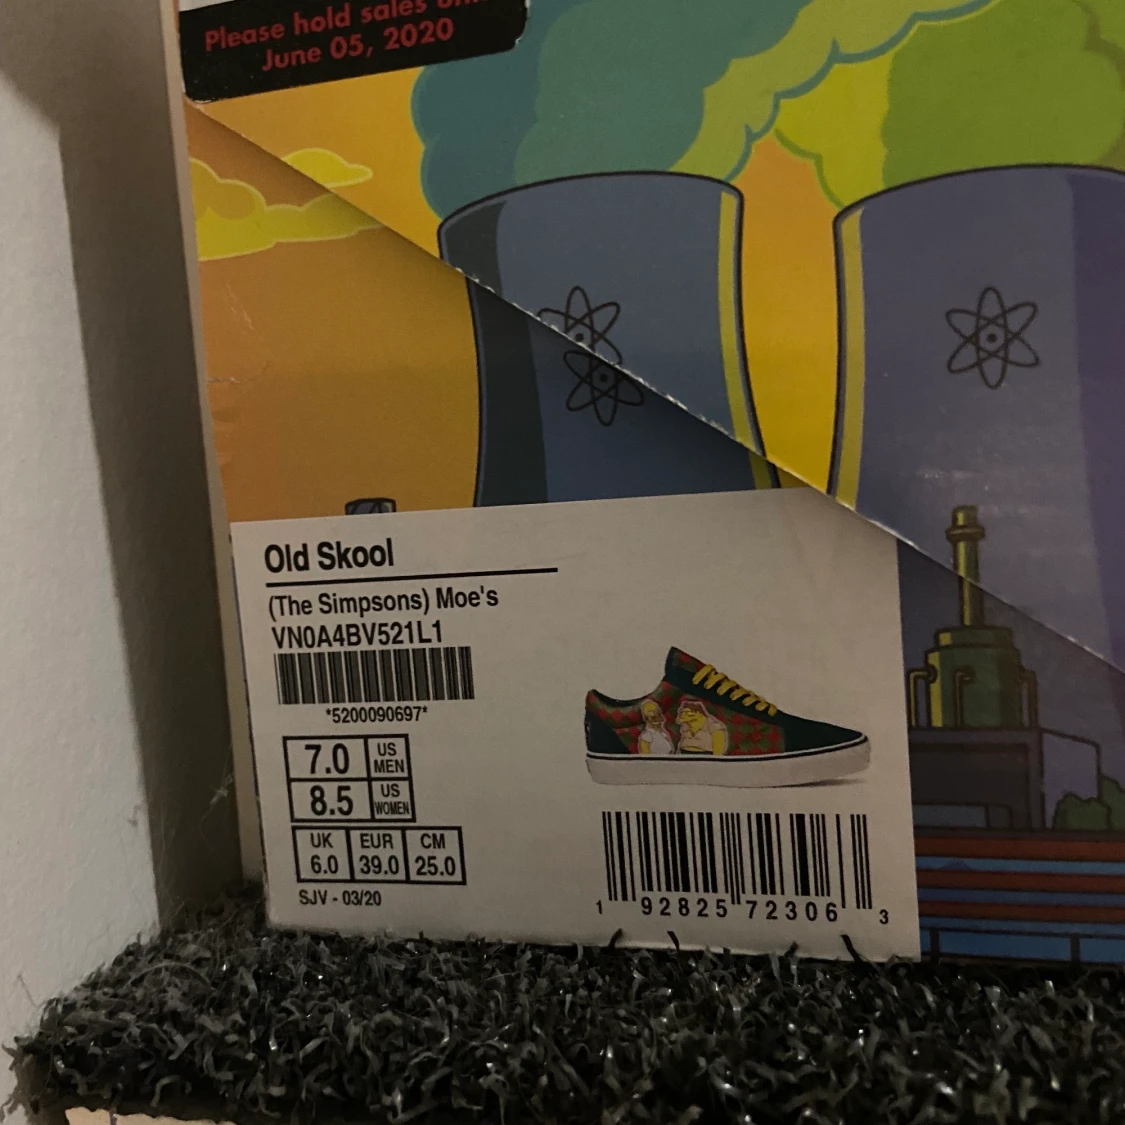 Please hold sales
June 05, 2020
Old Skool
(The Simpsons) Moe's
VN0A4BV521L1
*5200090697*
7.0 US MEN
8.5 US WOMEN
UK EUR CM
6.0 39.0 25.0
SJV - 03/20
1 92825 72306 3